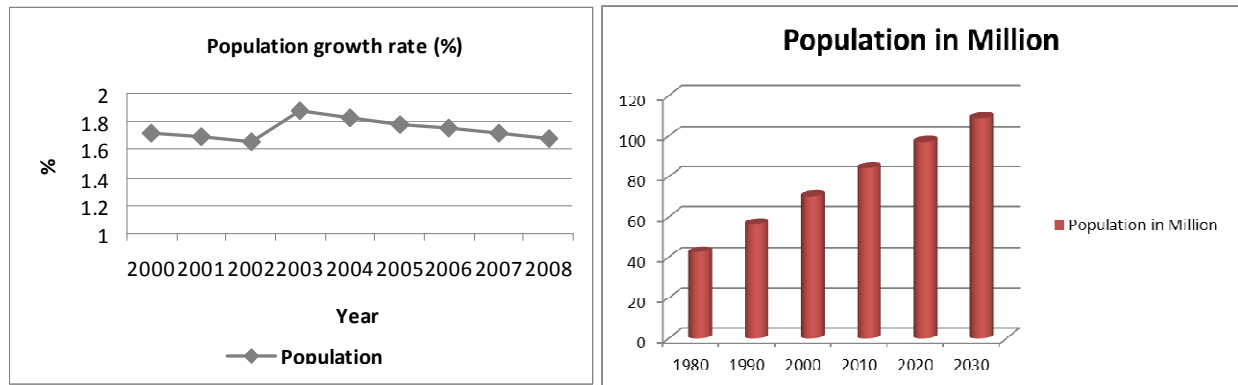 Population growth rate (%)
2
1.8
1.6
1.4
1.2
1
%
2000 2001 2002 2003 2004 2005 2006 2007 2008
Year
Population
Population in Million
120
100
80
60
40
20
0
1980 1990 2000 2010 2020 2030
Population in Million